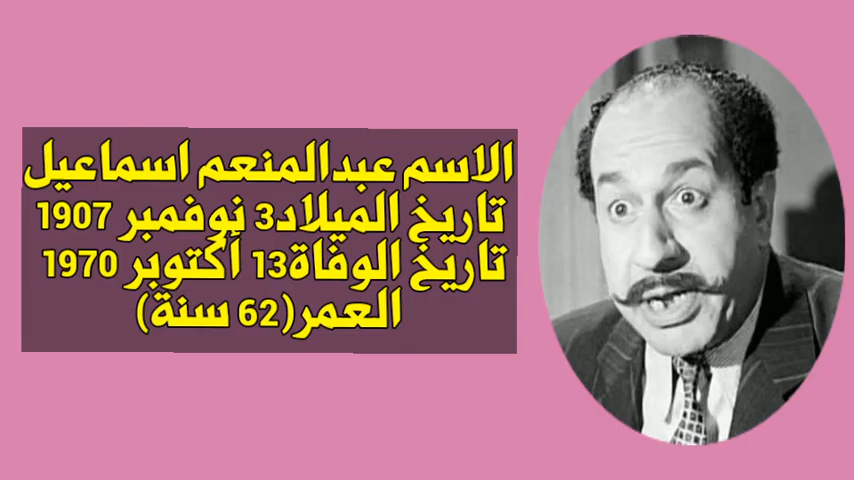 الاسم عبدالمنعم اسماعيل
تاريخ الميلاد3 نوفمبر 1907
تاريخ الوفاة13 أكتوبر 1970
العمر(62 سنة)